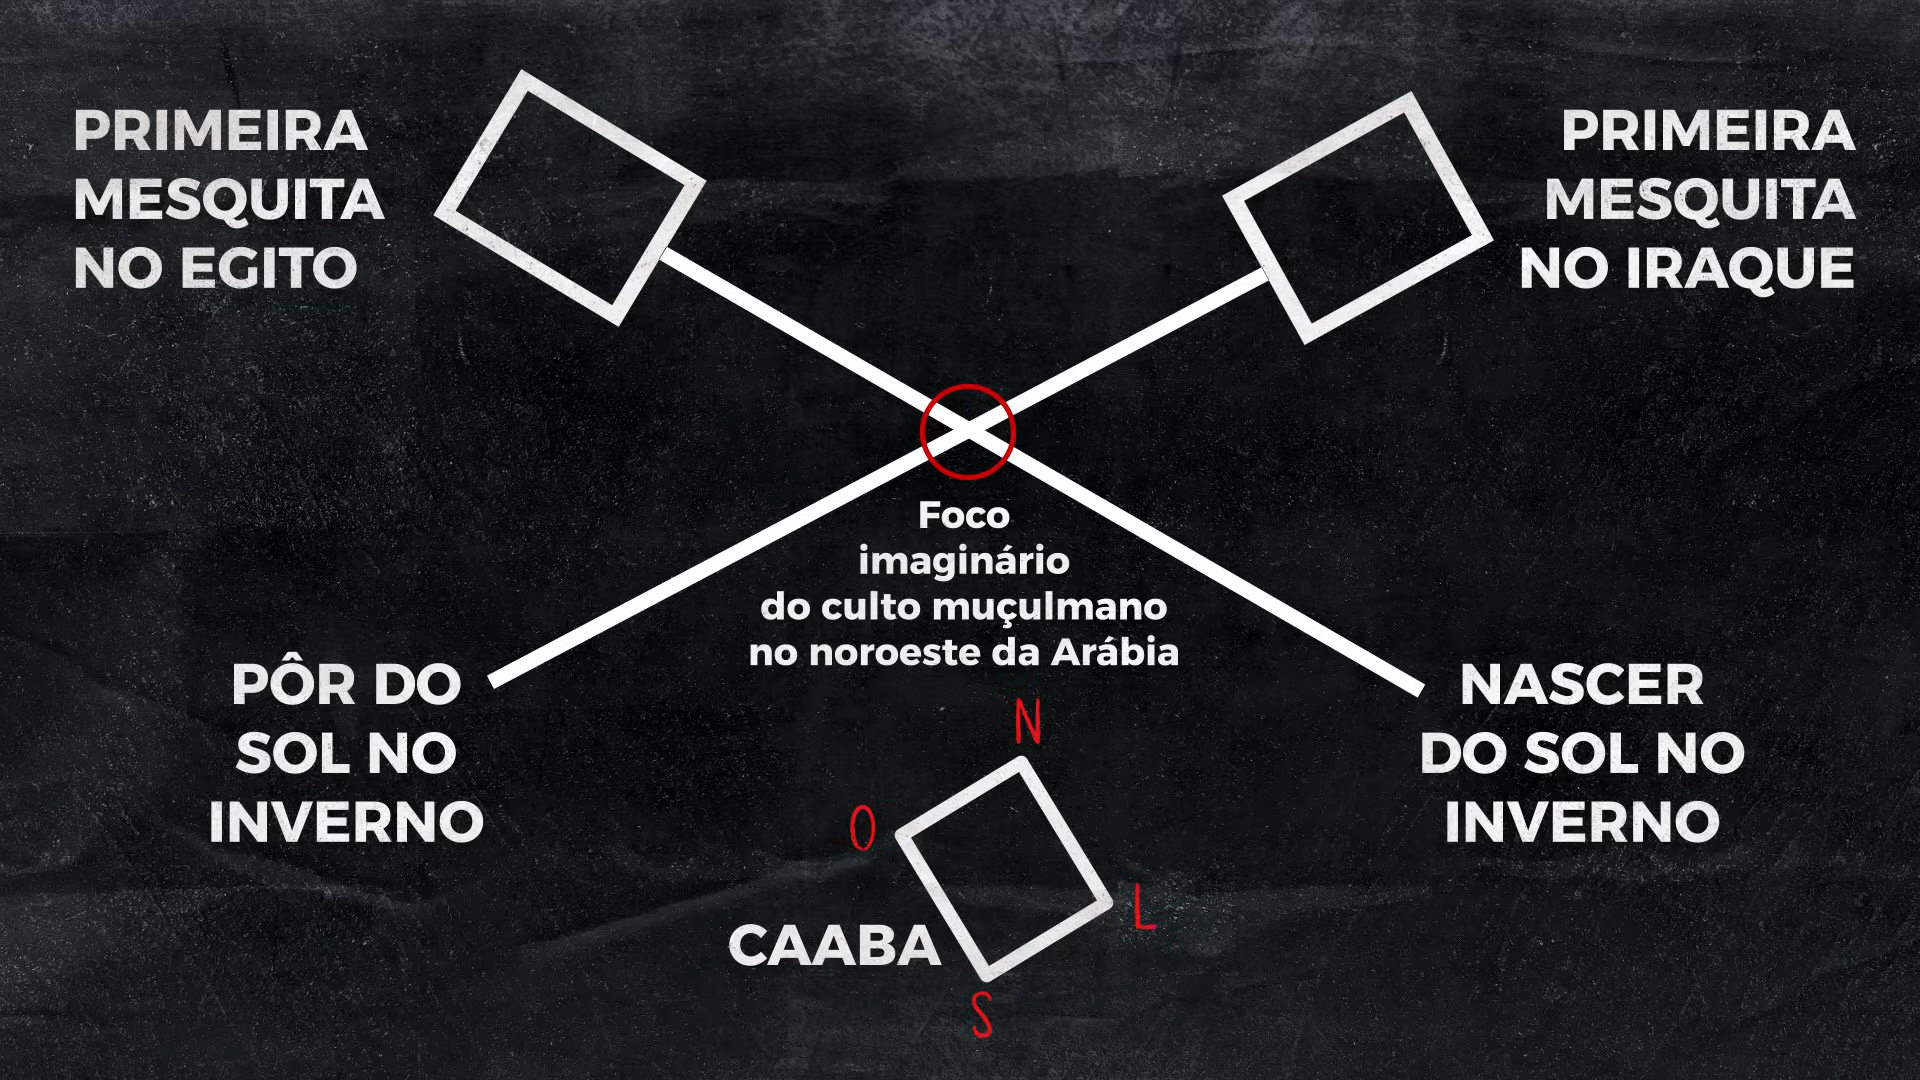 PRIMEIRA
MESQUITA
NO EGITO
PRIMEIRA
MESQUITA
NO IRAQUE
Foco
imaginário
do culto muçulmano
no noroeste da Arábia
PÔR DO
SOL NO
INVERNO
NASCER
DO SOL NO
INVERNO
N
O
L
CAABA
S